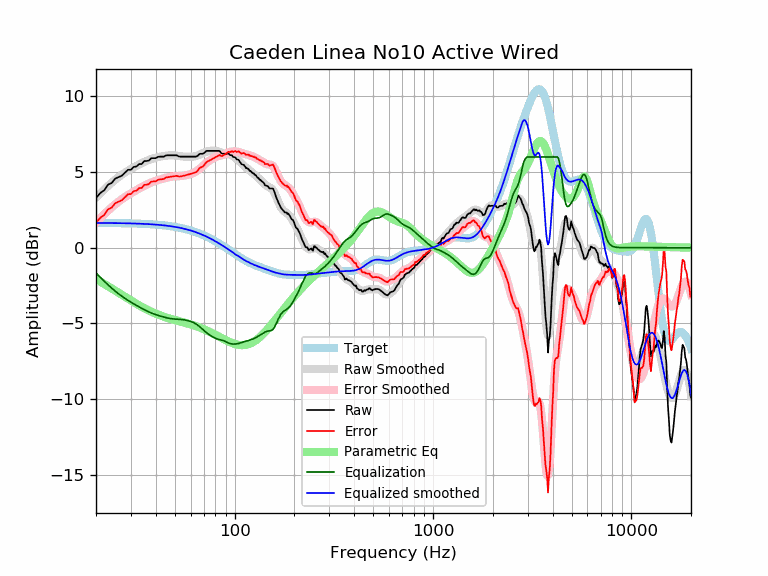 Caeden Linea No10 Active Wired
Amplitude (dBr)
10
5
0
−5
−10
−15
Target
Raw Smoothed
Error Smoothed
Raw
Error
Parametric Eq
Equalization
Equalized smoothed
100
1000
10000
Frequency (Hz)